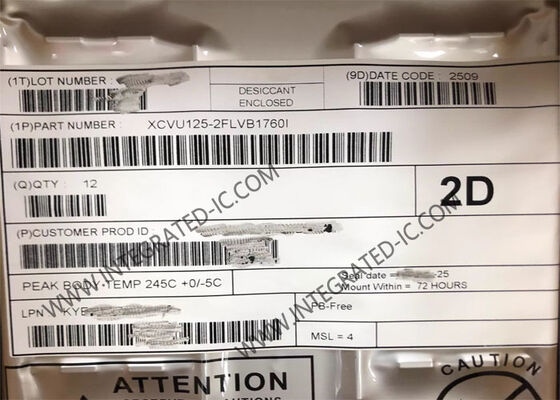 (1T)LOT NUMBER :
DESICCANT
ENCLOSED
(9D)DATE CODE : 2509
(1P)PART NUMBER : XCVU125-2FLVB1760I
(Q)QTY : 12
2D
(P)CUSTOMER PROD ID :
PEAK BODY TEMP 245C +0/-5C
Seal date = -25
Mount Within = 72 HOURS
LPN KYE
PB-Free
MSL = 4
ATTENTION
CAUTION
WWW.INTEGRATED-IC.COM
WWW.INTEGRATED-IC.COM